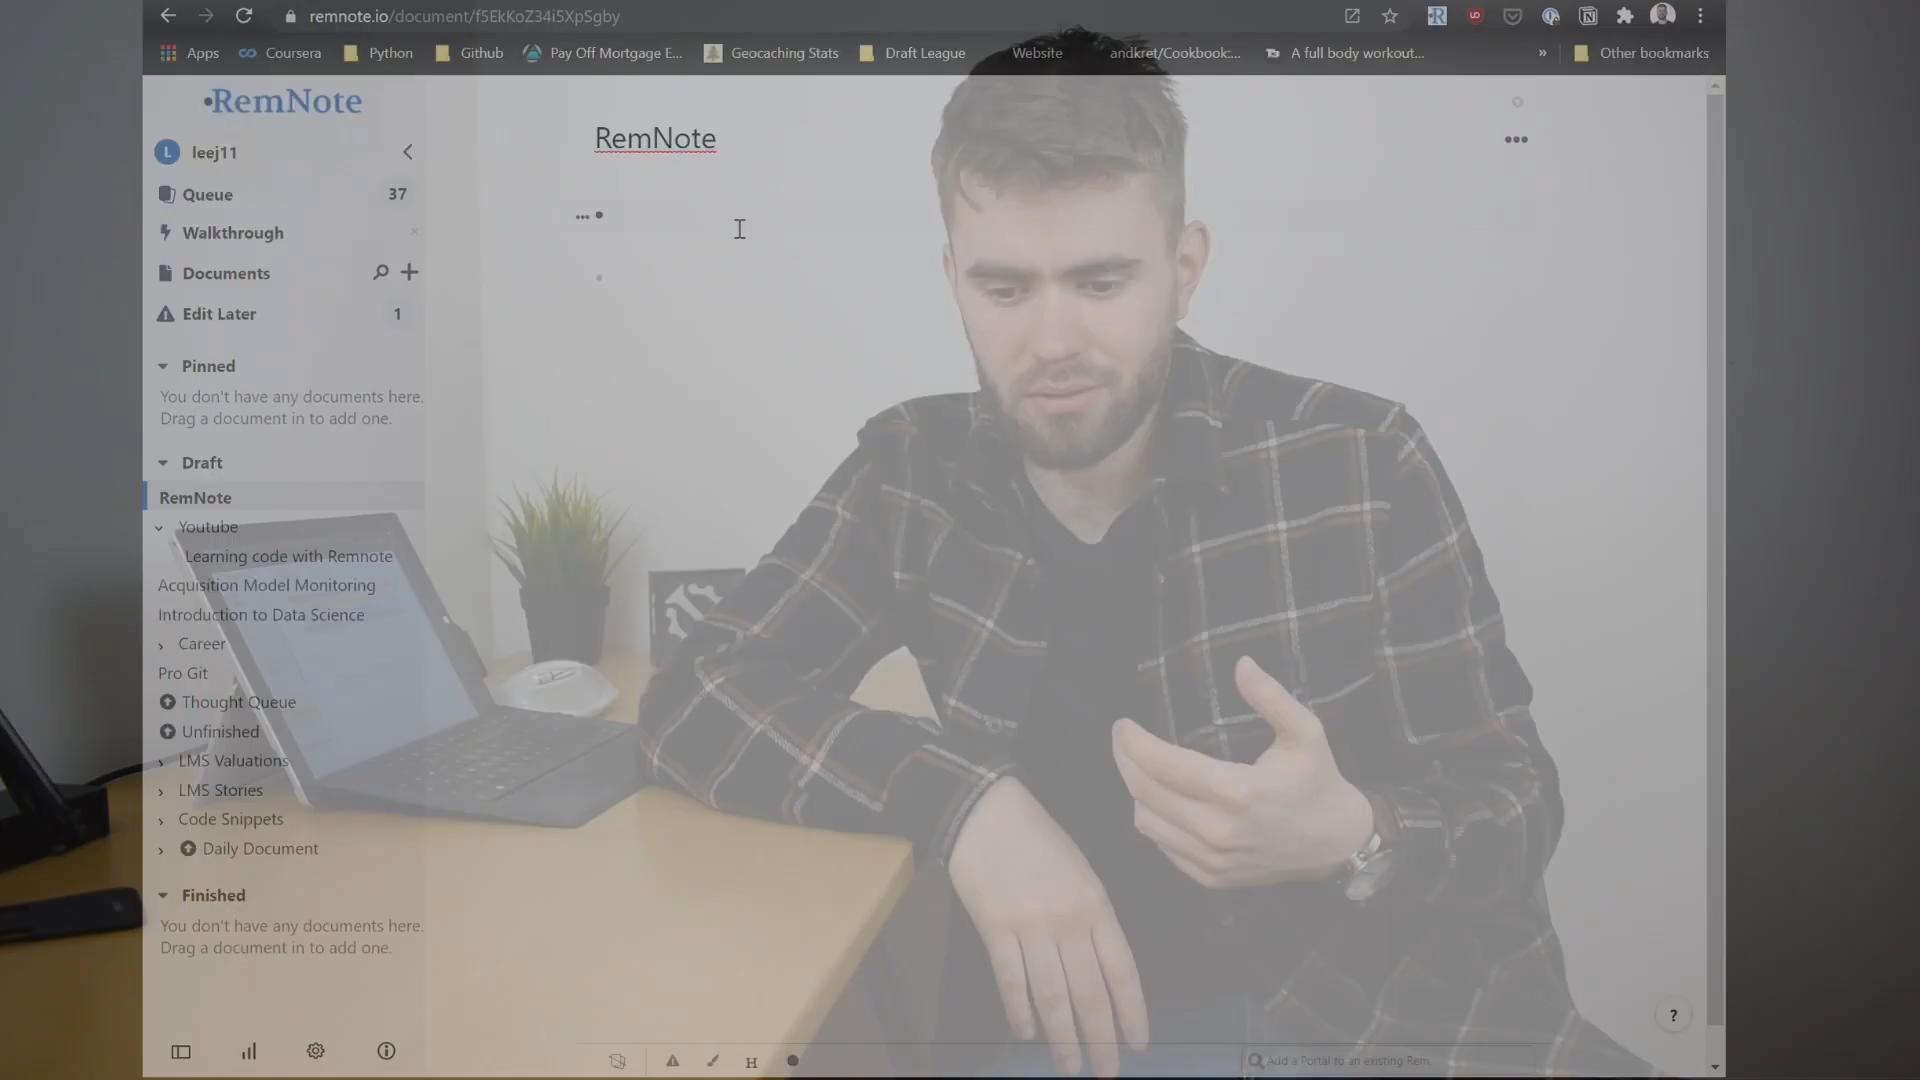 remnote.io/document/f5EkKoZ34i5XpSgby
Apps Coursera Python Github Pay Off Mortgage E... Geocaching Stats Draft League Website andkret/Cookbook:... A full body workout... » Other bookmarks
RemNote
L leej11
Queue 37
Walkthrough ×
Documents
Edit Later 1
Pinned
You don't have any documents here.
Drag a document in to add one.
Draft
RemNote
Youtube
Learning code with Remnote
Acquisition Model Monitoring
Introduction to Data Science
Career
Pro Git
Thought Queue
Unfinished
LMS Valuations
LMS Stories
Code Snippets
Daily Document
Finished
You don't have any documents here.
Drag a document in to add one.
RemNote
H
Add a Portal to an existing Rem.
?